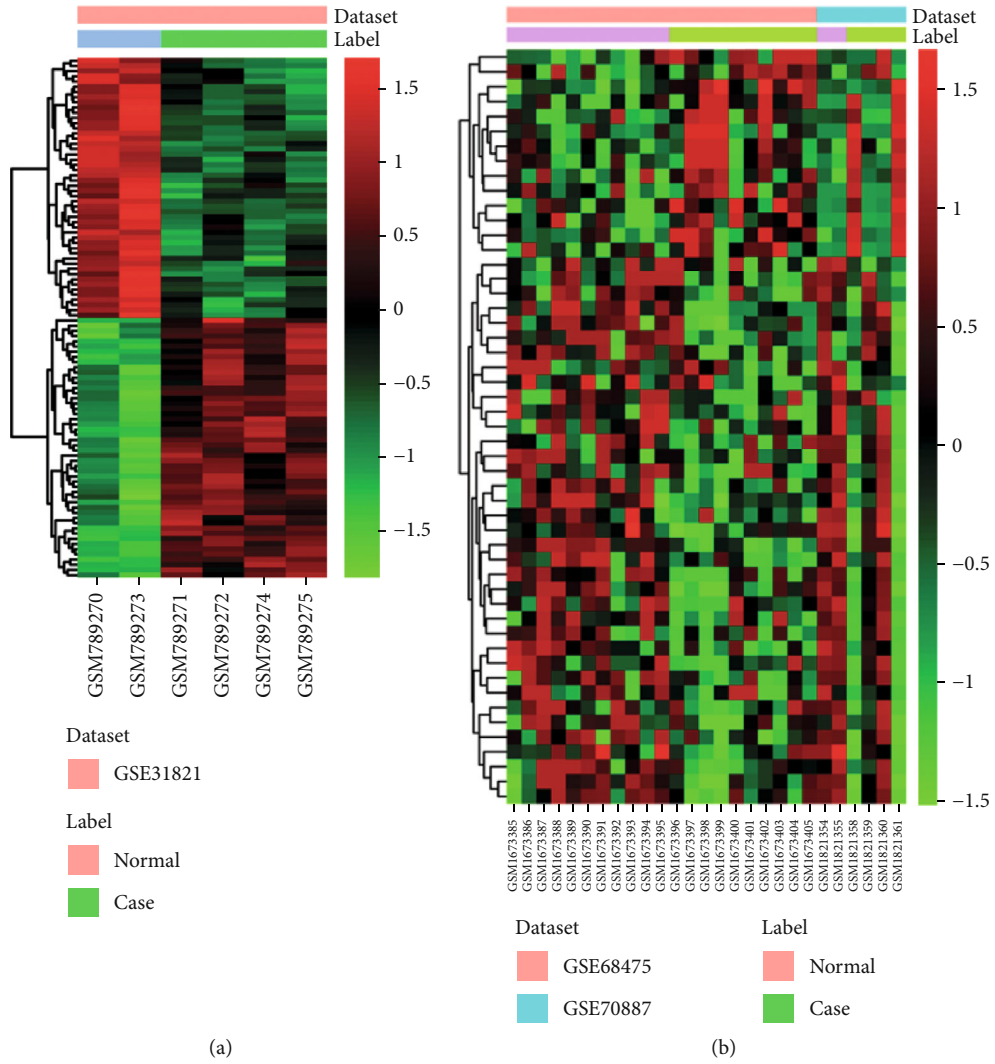 Dataset
Label
1.5
1
0.5
0
−0.5
−1
−1.5
GSM789270
GSM789273
GSM789271
GSM789272
GSM789274
GSM789275
Dataset
GSE31821
Label
Normal
Case
(a)
Dataset
Label
1.5
1
0.5
0
−0.5
−1
−1.5
GSM1673385
GSM1673386
GSM1673387
GSM1673388
GSM1673389
GSM1673390
GSM1673391
GSM1673392
GSM1673393
GSM1673394
GSM1673395
GSM1673396
GSM1673397
GSM1673398
GSM1673399
GSM1673400
GSM1673401
GSM1673402
GSM1673403
GSM1673404
GSM1673405
GSM1821354
GSM1821355
GSM1821358
GSM1821359
GSM1821360
GSM1821361
Dataset
GSE68475
GSE70887
Label
Normal
Case
(b)